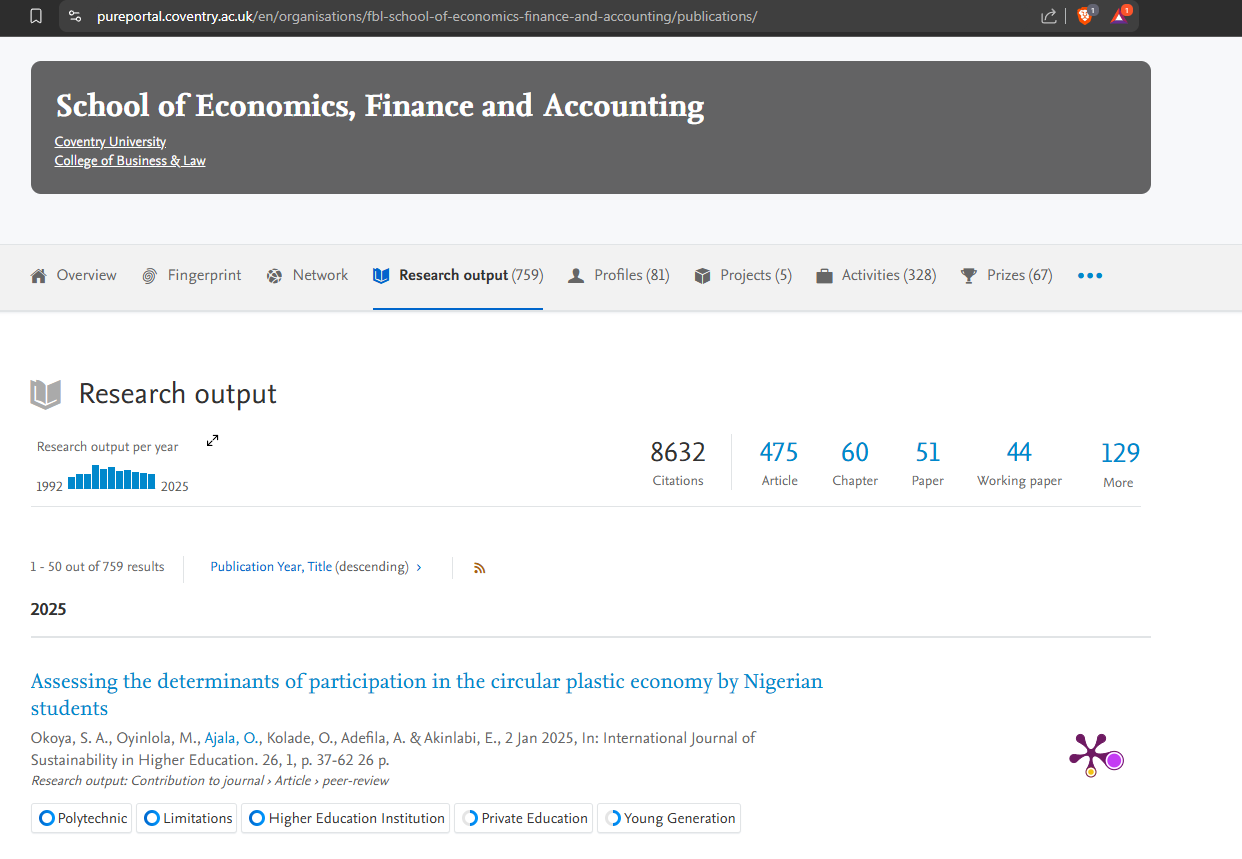 pureportal.coventry.ac.uk/en/organisations/fbl-school-of-economics-finance-and-accounting/publications/
1
1
School of Economics, Finance and Accounting
Coventry University
College of Business & Law
Overview Fingerprint Network Research output (759) Profiles (81) Projects (5) Activities (328) Prizes (67)
Research output
Research output per year
1992 2025
8632 475 60 51 44 129
Citations Article Chapter Paper Working paper More
1 - 50 out of 759 results Publication Year, Title (descending) ›
2025
Assessing the determinants of participation in the circular plastic economy by Nigerian
students
Okoya, S. A., Oyinlola, M., Ajala, O., Kolade, O., Adefila, A. & Akinlabi, E., 2 Jan 2025, In: International Journal of
Sustainability in Higher Education. 26, 1, p. 37-62 26 p.
Research output: Contribution to journal › Article › peer-review
Polytechnic Limitations Higher Education Institution Private Education Young Generation